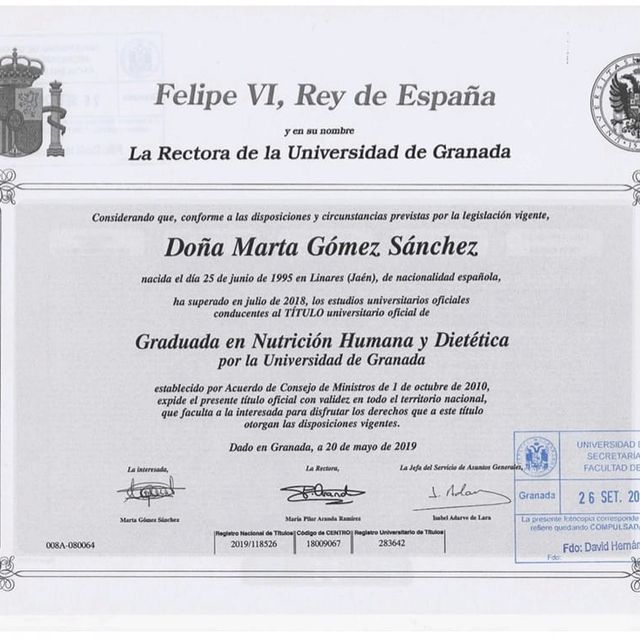 Felipe VI, Rey de España
y en su nombre
La Rectora de la Universidad de Granada
Considerando que, conforme a las disposiciones y circunstancias previstas por la legislación vigente,
Doña Marta Gómez Sánchez
nacida el día 25 de junio de 1995 en Linares (Jaén), de nacionalidad española,
ha superado en julio de 2018, los estudios universitarios oficiales
conducentes al TÍTULO universitario oficial de
Graduada en Nutrición Humana y Dietética
por la Universidad de Granada
establecido por Acuerdo de Consejo de Ministros de 1 de octubre de 2010,
expide el presente título oficial con validez en todo el territorio nacional,
que faculta a la interesada para disfrutar los derechos que a este título
otorgan las disposiciones vigentes.
Dado en Granada, a 20 de mayo de 2019
La interesada, La Rectora, La Jefa del Servicio de Asuntos Generales,
Marta Gómez Sánchez María Pilar Aranda Ramírez Isabel Adarve de Lara
Registro Nacional de Títulos Código de CENTRO Registro Universitario de Títulos
008A-080064 2019/118526 18009067 283642
UNIVERSIDAD D
SECRETARÍA
FACULTAD DE
Granada 26 SET. 20
La presente fotocopia corresponde
refiere quedando COMPULSAD
Fdo: David Hernán
Fdo: